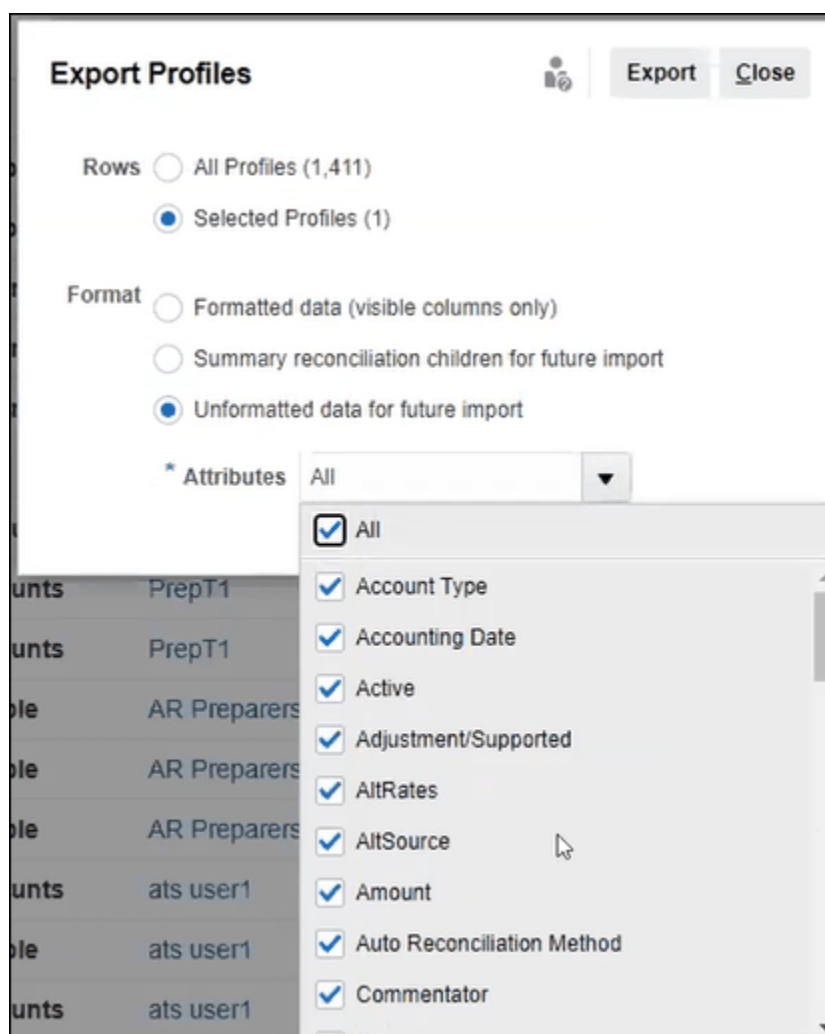 Export Profiles Export Close
Rows All Profiles (1,411)
Selected Profiles (1)
Format Formatted data (visible columns only)
Summary reconciliation children for future import
Unformatted data for future import
* Attributes All
All
unts PrepT1 Account Type
unts PrepT1 Accounting Date
Active
ble AR Preparers Adjustment/Supported
ble AR Preparers AltRates
ble AR Preparers AltSource
unts ats user1 Amount
ble ats user1 Auto Reconciliation Method
unts ats user1 Commentator